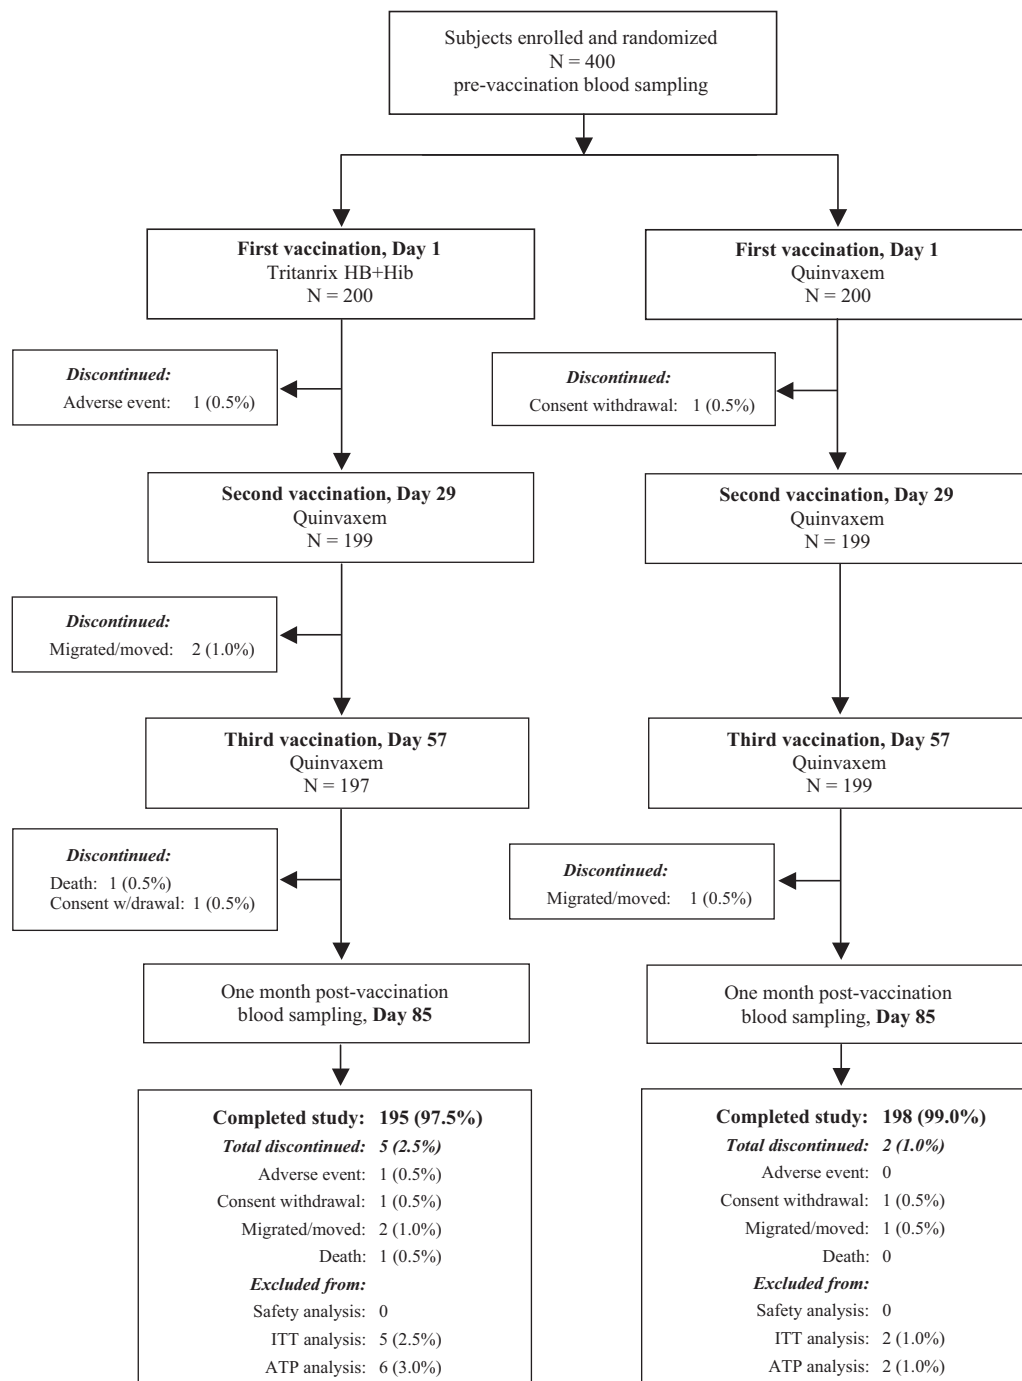 Subjects enrolled and randomized
N = 400
pre-vaccination blood sampling
First vaccination, Day 1
Tritanrix HB+Hib
N = 200
First vaccination, Day 1
Quinvaxem
N = 200
Discontinued:
Adverse event: 1 (0.5%)
Discontinued:
Consent withdrawal: 1 (0.5%)
Second vaccination, Day 29
Quinvaxem
N = 199
Second vaccination, Day 29
Quinvaxem
N = 199
Discontinued:
Migrated/moved: 2 (1.0%)
Third vaccination, Day 57
Quinvaxem
N = 197
Third vaccination, Day 57
Quinvaxem
N = 199
Discontinued:
Death: 1 (0.5%)
Consent w/drawal: 1 (0.5%)
Discontinued:
Migrated/moved: 1 (0.5%)
One month post-vaccination
blood sampling, Day 85
One month post-vaccination
blood sampling, Day 85
Completed study: 195 (97.5%)
Total discontinued: 5 (2.5%)
Adverse event: 1 (0.5%)
Consent withdrawal: 1 (0.5%)
Migrated/moved: 2 (1.0%)
Death: 1 (0.5%)
Excluded from:
Safety analysis: 0
ITT analysis: 5 (2.5%)
ATP analysis: 6 (3.0%)
Completed study: 198 (99.0%)
Total discontinued: 2 (1.0%)
Adverse event: 0
Consent withdrawal: 1 (0.5%)
Migrated/moved: 1 (0.5%)
Death: 0
Excluded from:
Safety analysis: 0
ITT analysis: 2 (1.0%)
ATP analysis: 2 (1.0%)